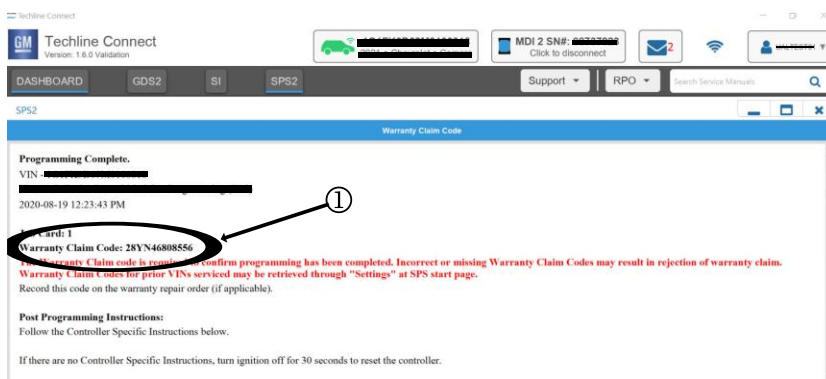 Techline Connect
GM
Techline Connect
Version: 1.6.0 Validation
MDI 2 SN#:
Click to disconnect
2
DASHBOARD GDS2 SI SPS2
Support RPO Search Service Manuals
SPS2
Warranty Claim Code
Programming Complete.
VIN -
2020-08-19 12:23:43 PM
①
Card: 1
Warranty Claim Code: 28YN46808556
The Warranty Claim code is required to confirm programming has been completed. Incorrect or missing Warranty Claim Codes may result in rejection of warranty claim.
Warranty Claim Codes for prior VINs serviced may be retrieved through "Settings" at SPS start page.
Record this code on the warranty repair order (if applicable).
Post Programming Instructions:
Follow the Controller Specific Instructions below.
If there are no Controller Specific Instructions, turn ignition off for 30 seconds to reset the controller.